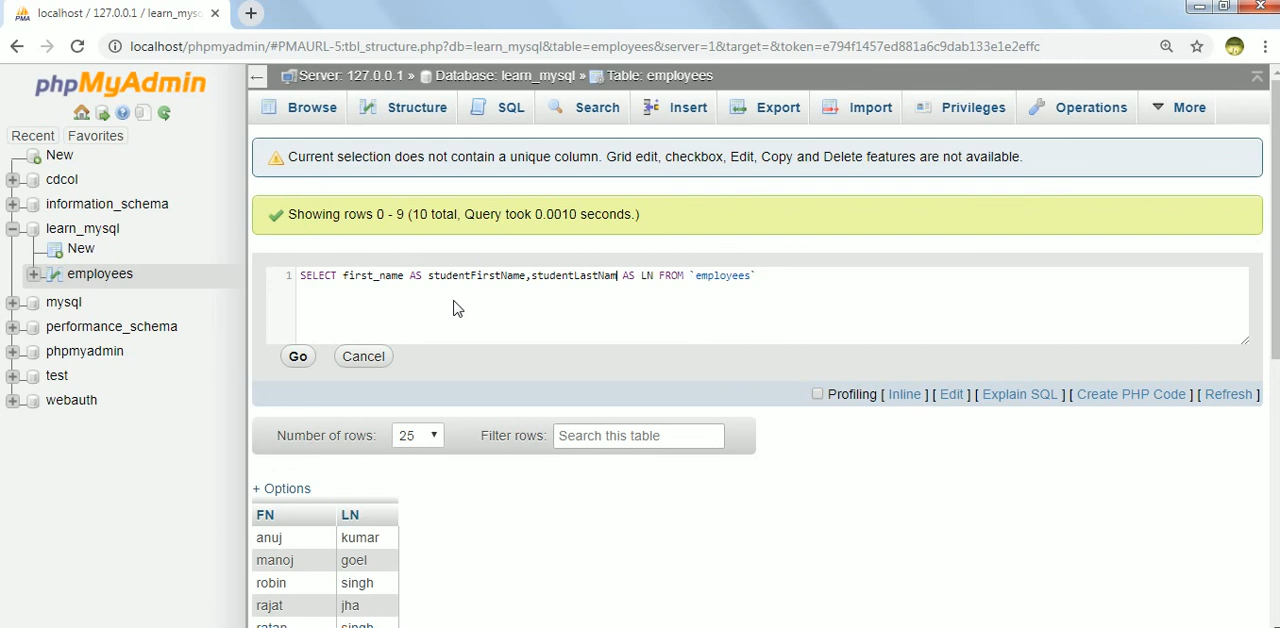 localhost / 127.0.0.1 / learn_mysq
localhost/phpmyadmin/#PMAURL-5:tbl_structure.php?db=learn_mysql&table=employees&server=1&target=&token=e794f1457ed881a6c9dab133e1e2effc
phpMyAdmin
Recent Favorites
New
cdcol
information_schema
learn_mysql
New
employees
mysql
performance_schema
phpmyadmin
test
webauth
Server: 127.0.0.1 » Database: learn_mysql » Table: employees
Browse Structure SQL Search Insert Export Import Privileges Operations More
Current selection does not contain a unique column. Grid edit, checkbox, Edit, Copy and Delete features are not available.
Showing rows 0 - 9 (10 total, Query took 0.0010 seconds.)
1 SELECT first_name AS studentFirstName,studentLastNam AS LN FROM `employees`
Go Cancel
Profiling [ Inline ] [ Edit ] [ Explain SQL ] [ Create PHP Code ] [ Refresh ]
Number of rows: 25 Filter rows: Search this table
+ Options
FN LN
anuj kumar
manoj goel
robin singh
rajat jha
ratan singh